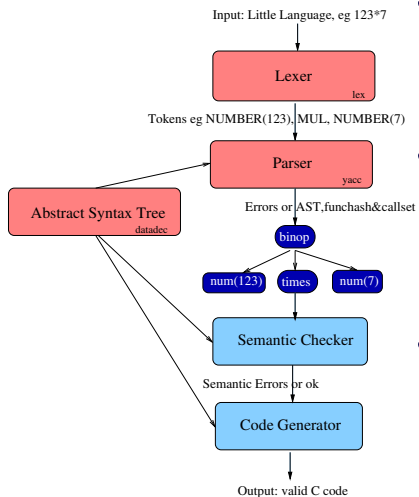 Input: Little Language, eg 123*7
Lexer
lex
Tokens eg NUMBER(123), MUL, NUMBER(7)
Parser
yacc
Abstract Syntax Tree
datadec
Errors or AST,funchash&callset
binop
num(123)
times
num(7)
Semantic Checker
Semantic Errors or ok
Code Generator
Output: valid C code